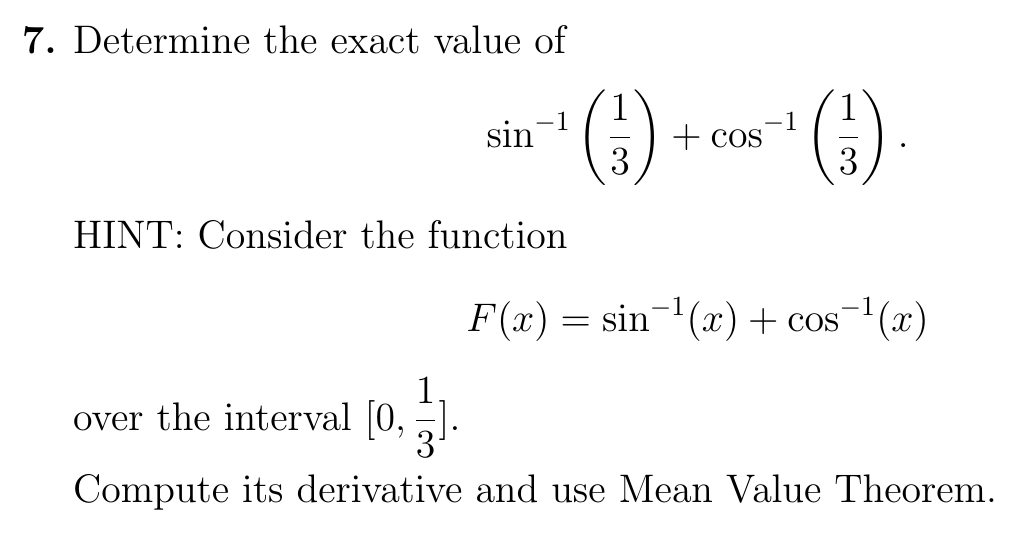 7. Determine the exact value of
sin⁻¹(1/3) + cos⁻¹(1/3).
HINT: Consider the function
F(x) = sin⁻¹(x) + cos⁻¹(x)
over the interval [0, 1/3].
Compute its derivative and use Mean Value Theorem.